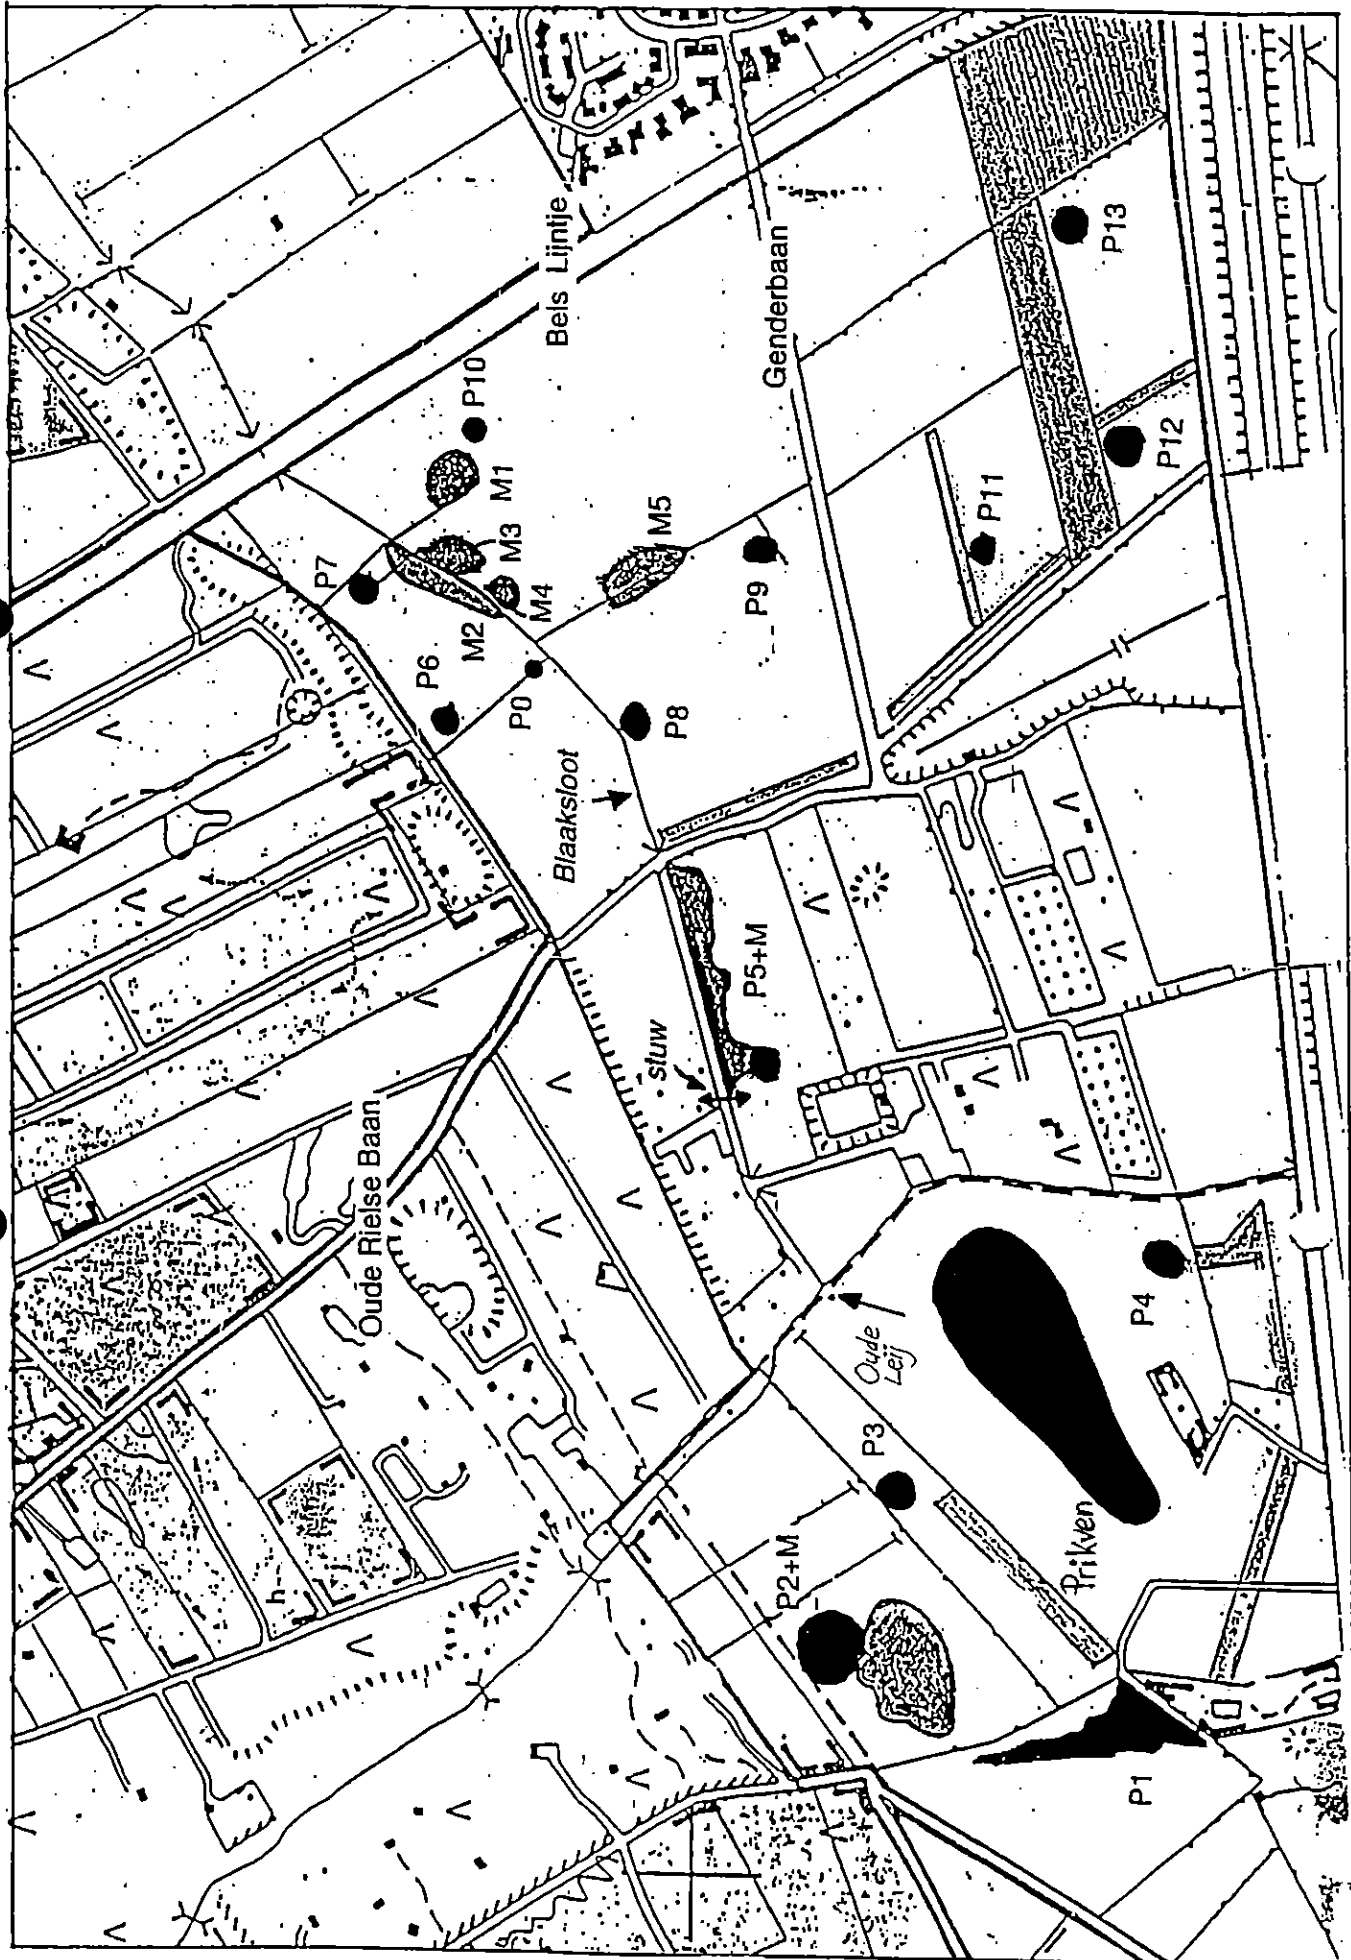 Oude Rielse Baan
P7
P6
P0
M2
M4
M3
M1
P10
Bels Lijntje
Blaaksloot
P8
M5
stuw
P5+M
P9
Genderbaan
P2+M
P3
Oude
Leij
P11
Prikven
P4
P1
P12
P13